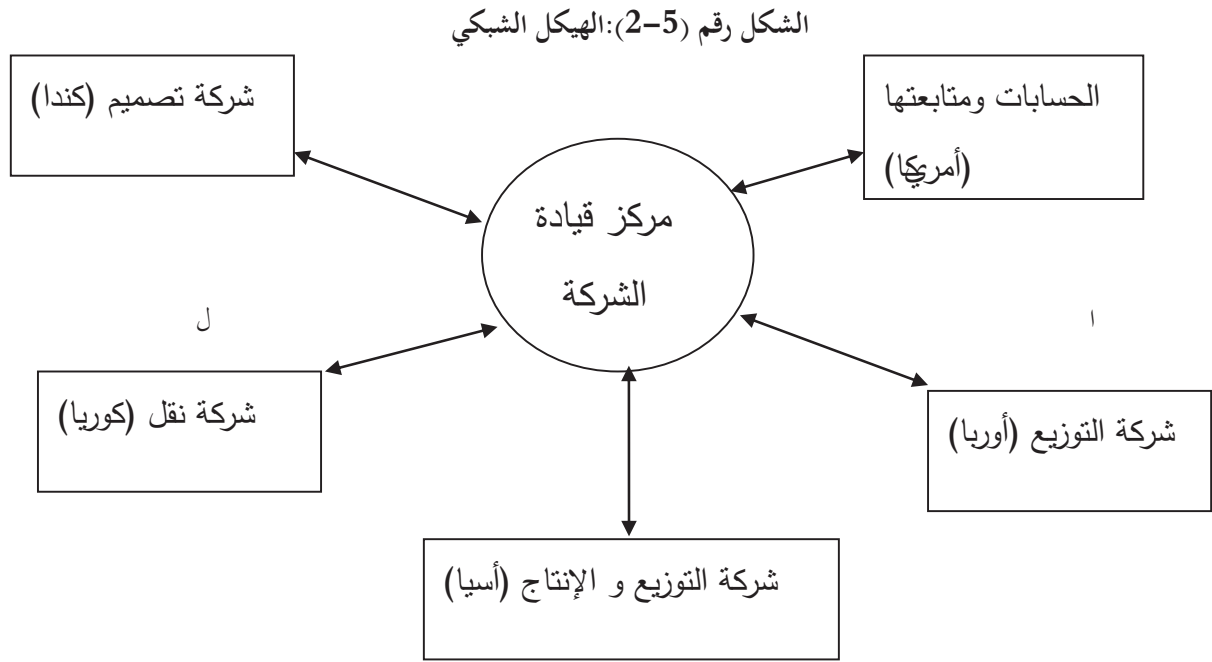 الشكل رقم (5-2):الهيكل الشبكي
الحسابات ومتابعتها
(أمريكا)
شركة تصميم (كندا)
مركز قيادة
الشركة
ا
ل
شركة التوزيع (أوربا)
شركة نقل (كوريا)
شركة التوزيع و الإنتاج (أسيا)